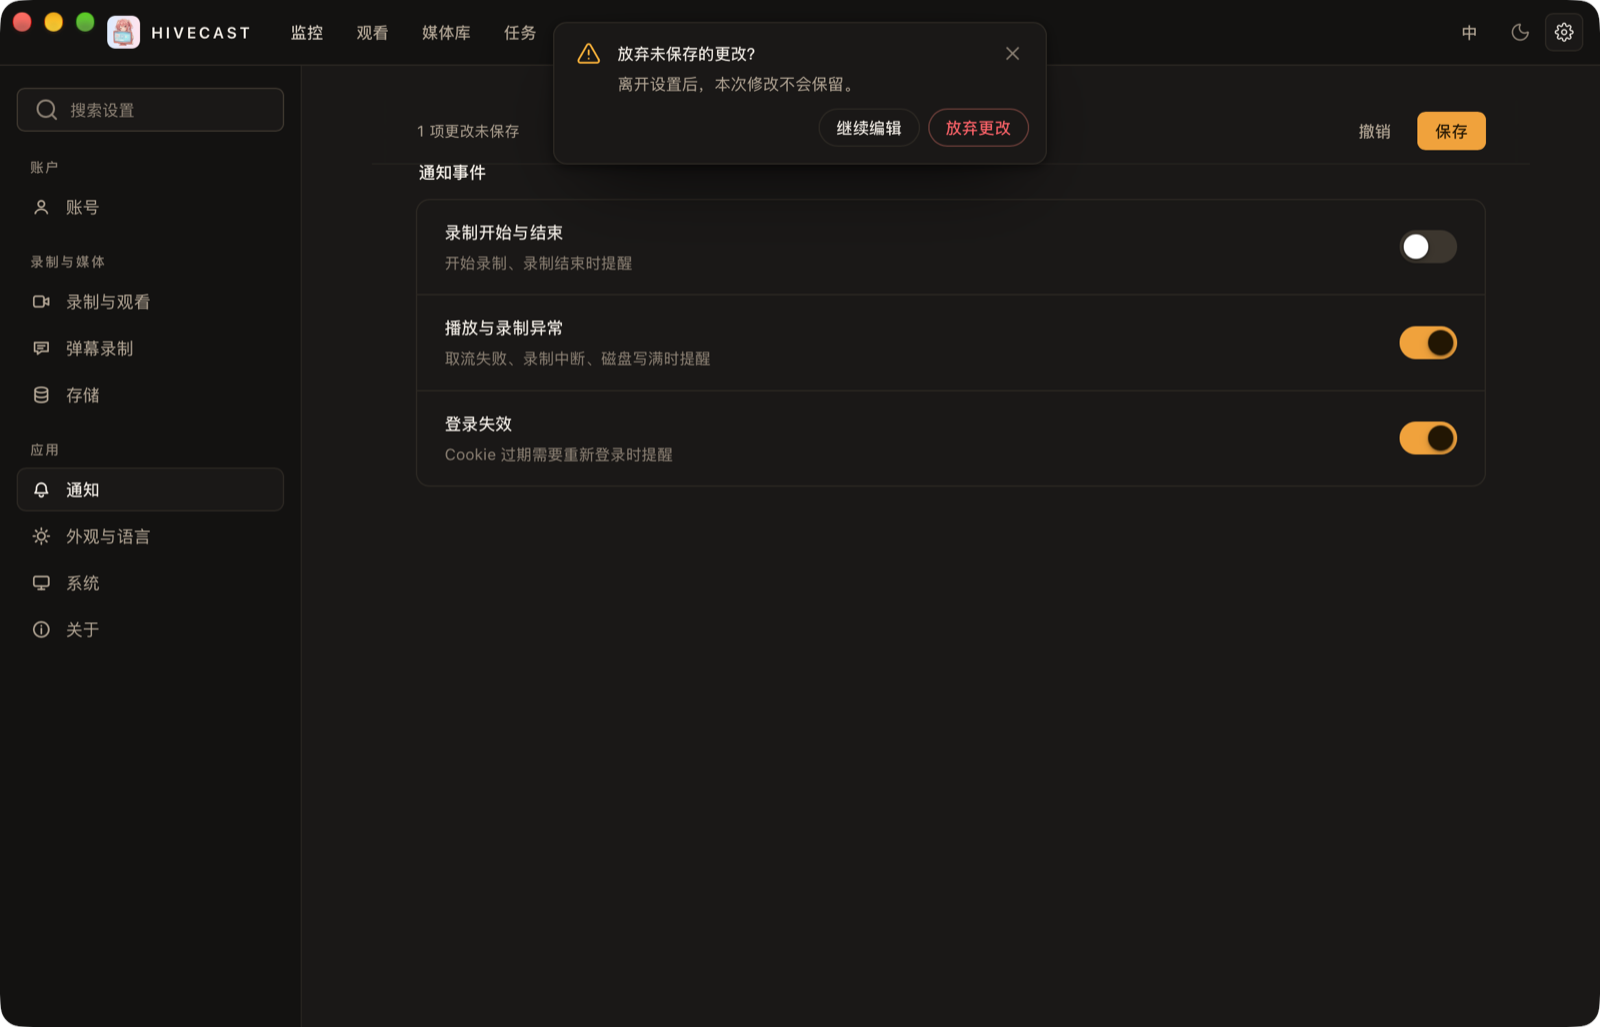 HIVECAST
监控
观看
媒体库
任务
中
放弃未保存的更改?
离开设置后，本次修改不会保留。
继续编辑
放弃更改
搜索设置
账户
账号
录制与媒体
录制与观看
弹幕录制
存储
应用
通知
外观与语言
系统
关于
1 项更改未保存
撤销
保存
通知事件
录制开始与结束
开始录制、录制结束时提醒
播放与录制异常
取流失败、录制中断、磁盘写满时提醒
登录失效
Cookie 过期需要重新登录时提醒